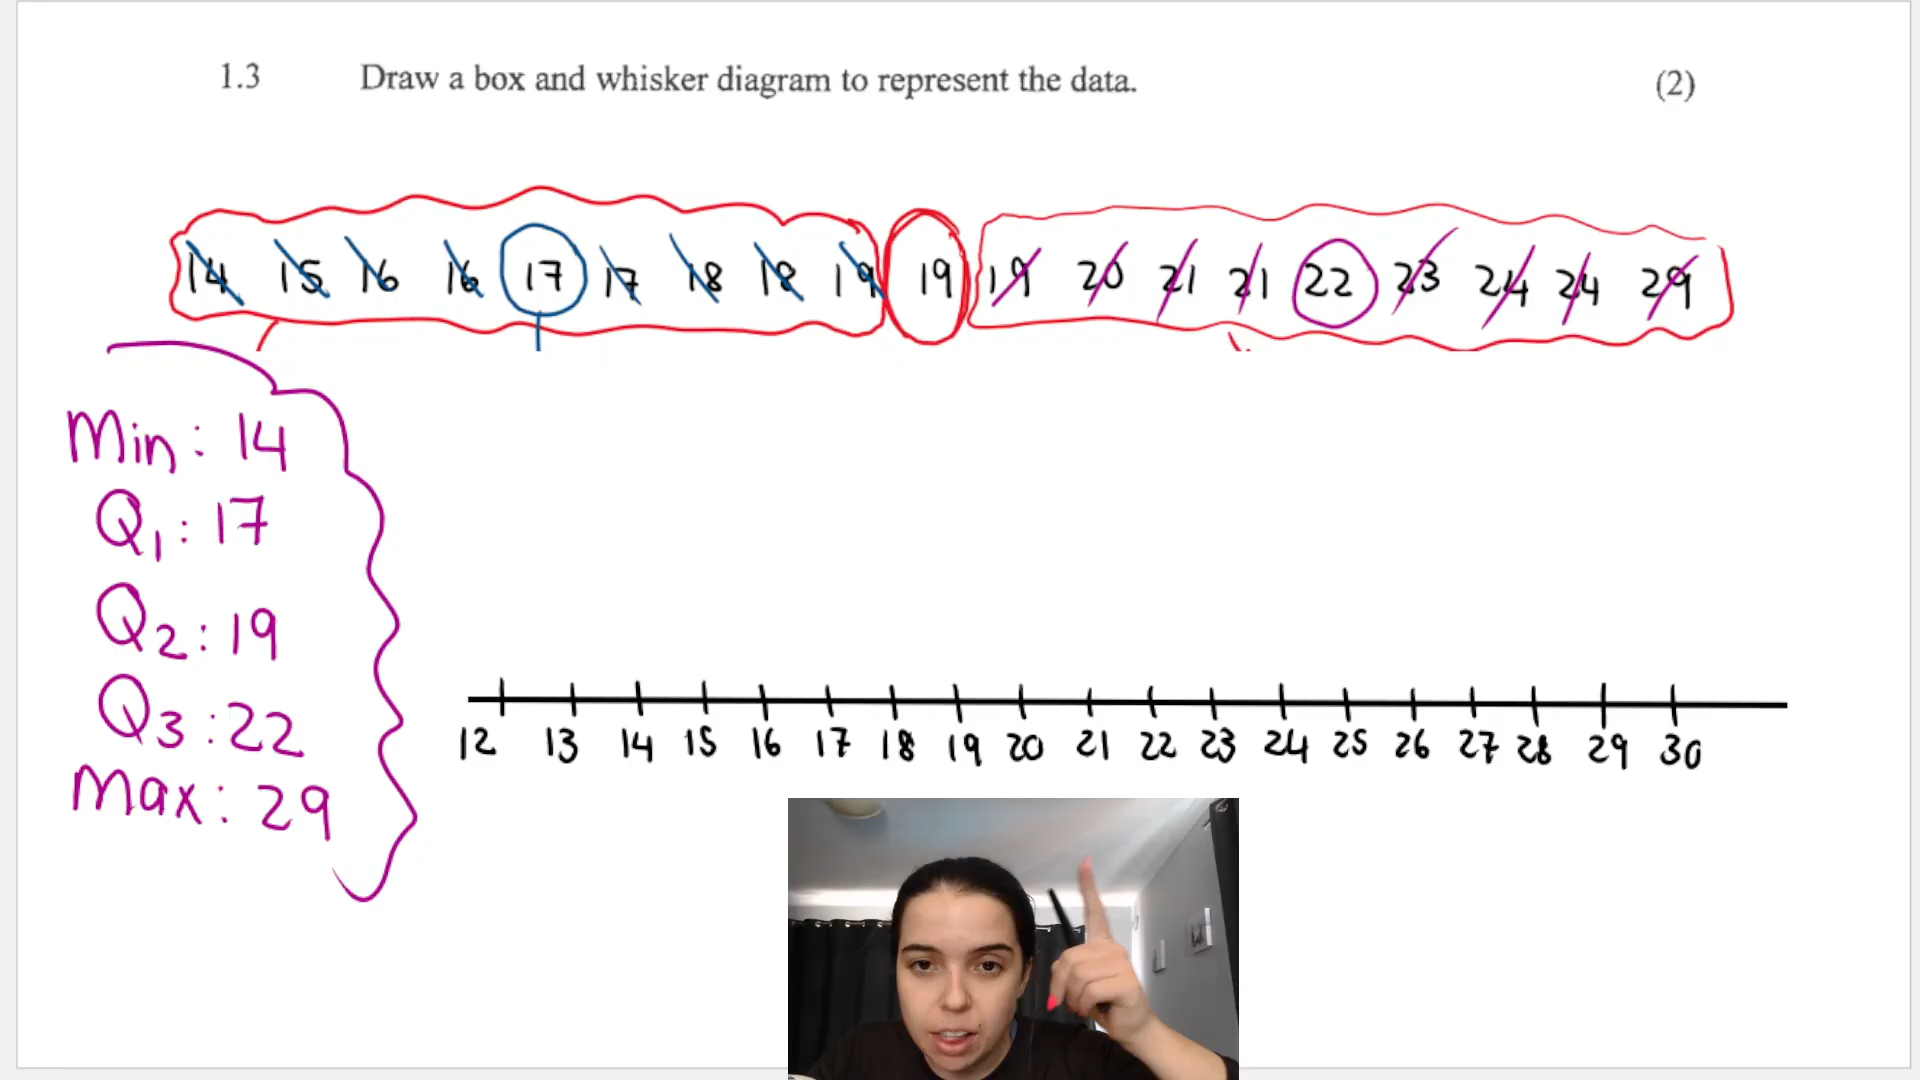 1.3 Draw a box and whisker diagram to represent the data. (2)
14 15 16 16 17 17 18 18 19 19 19 20 21 21 22 23 24 24 29
Min: 14
Q1: 17
Q2: 19
Q3: 22
Max: 29
12 13 14 15 16 17 18 19 20 21 22 23 24 25 26 27 28 29 30